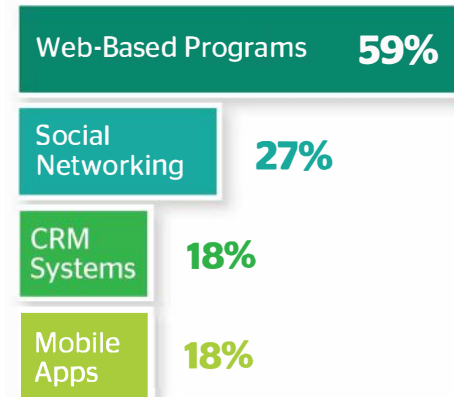 Web-Based Programs 59%
Social
Networking
27%
CRM
Systems
18%
Mobile
Apps
18%